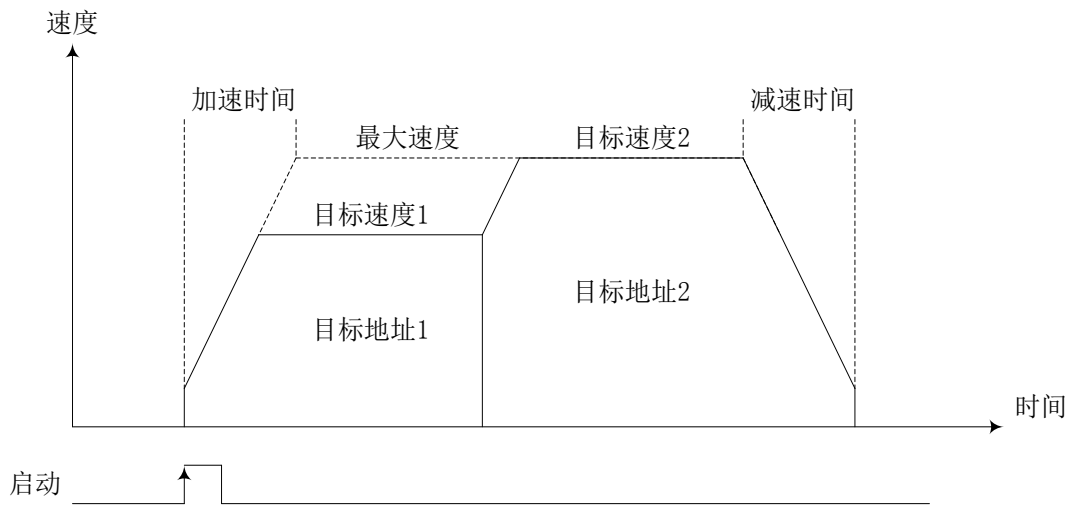 速度
加速时间
减速时间
最大速度
目标速度2
目标速度1
目标地址2
目标地址1
时间
启动